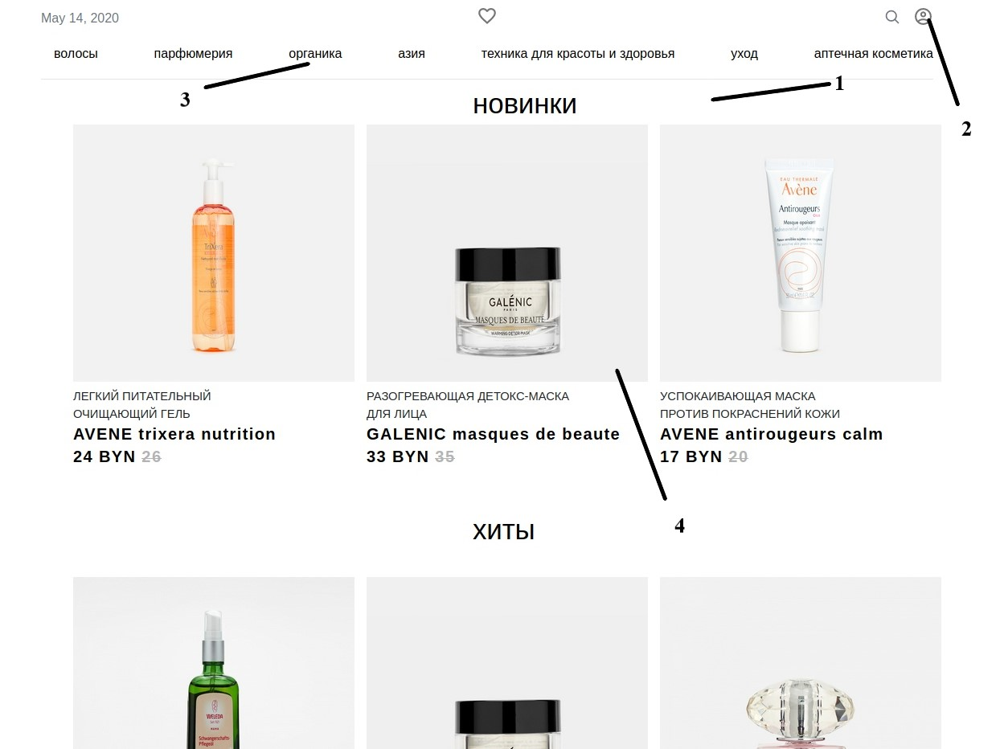 May 14, 2020
волосы парфюмерия органика азия техника для красоты и здоровья уход аптечная косметика
3
1
2
новинки
TriXera
GALÉNIC
PARIS
MASQUES DE BEAUTÉ
WARMING DETOX MASK
EAU THERMALE
Avène
Antirougeurs
Masque apaisant
ЛЕГКИЙ ПИТАТЕЛЬНЫЙ
ОЧИЩАЮЩИЙ ГЕЛЬ
AVENE trixera nutrition
24 BYN 26
РАЗОГРЕВАЮЩАЯ ДЕТОКС-МАСКА
ДЛЯ ЛИЦА
GALENIC masques de beaute
33 BYN 35
УСПОКАИВАЮЩАЯ МАСКА
ПРОТИВ ПОКРАСНЕНИЙ КОЖИ
AVENE antirougeurs calm
17 BYN 20
4
хиты
WELEDA
Schwangerschafts-
Pflegeöl